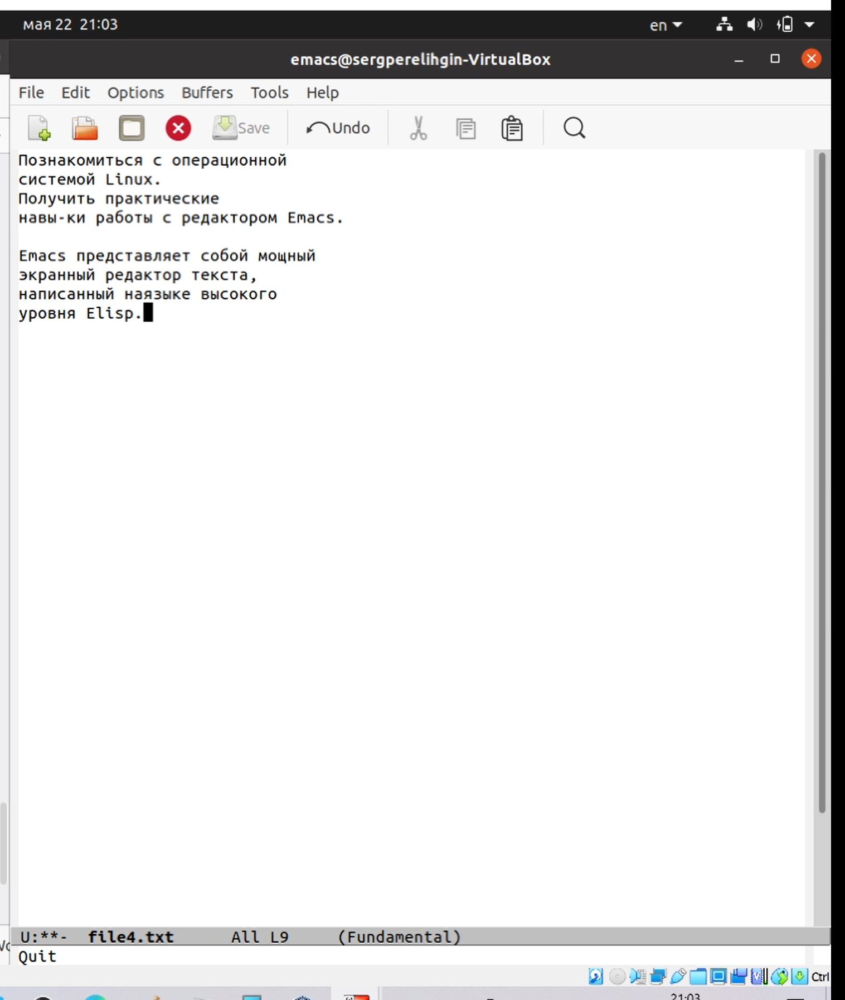 мая 22 21:03
en
emacs@sergperelihgin-VirtualBox
File Edit Options Buffers Tools Help
Save Undo
Познакомиться с операционной
системой Linux.
Получить практические
навы-ки работы с редактором Emacs.
Emacs представляет собой мощный
экранный редактор текста,
написанный наязыке высокого
уровня Elisp.
U:**- file4.txt All L9 (Fundamental)
Quit
Ctrl
21:03